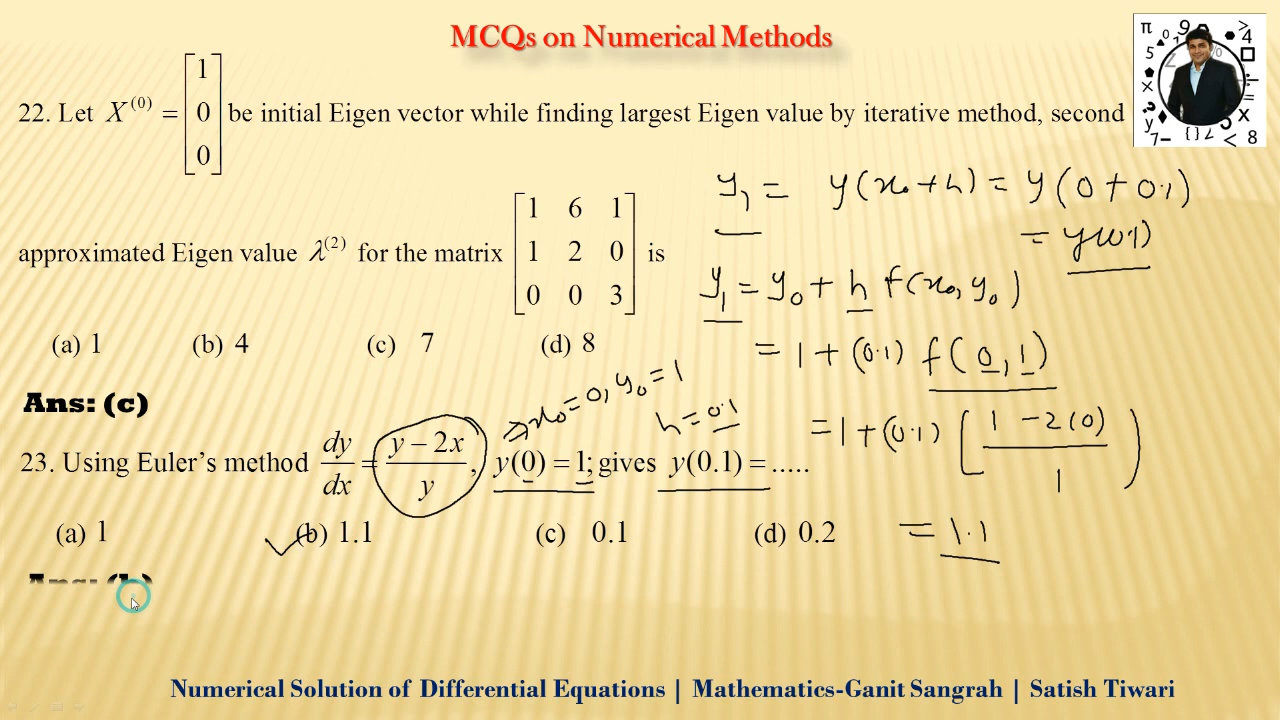 MCQs on Numerical Methods
22. Let X^(0) = [1 0 0] be initial Eigen vector while finding largest Eigen value by iterative method, second
approximated Eigen value λ^(2) for the matrix [1 6 1; 1 2 0; 0 0 3] is
(a) 1 (b) 4 (c) 7 (d) 8
Ans: (c)
23. Using Euler's method dy/dx = (y − 2x)/y, y(0) = 1; gives y(0.1) = .....
(a) 1 (b) 1.1 (c) 0.1 (d) 0.2
Ans: (b)
y₁ = y(x₀+h) = y(0+0.1)
= y(0.1)
y₁ = y₀ + h f(x₀, y₀)
= 1 + (0.1) f(0, 1)
= 1 + (0.1) [(1 − 2(0))/1)
= 1.1
⇒ x₀=0, y₀=1
h = 0.1
Numerical Solution of Differential Equations | Mathematics-Ganit Sangrah | Satish Tiwari